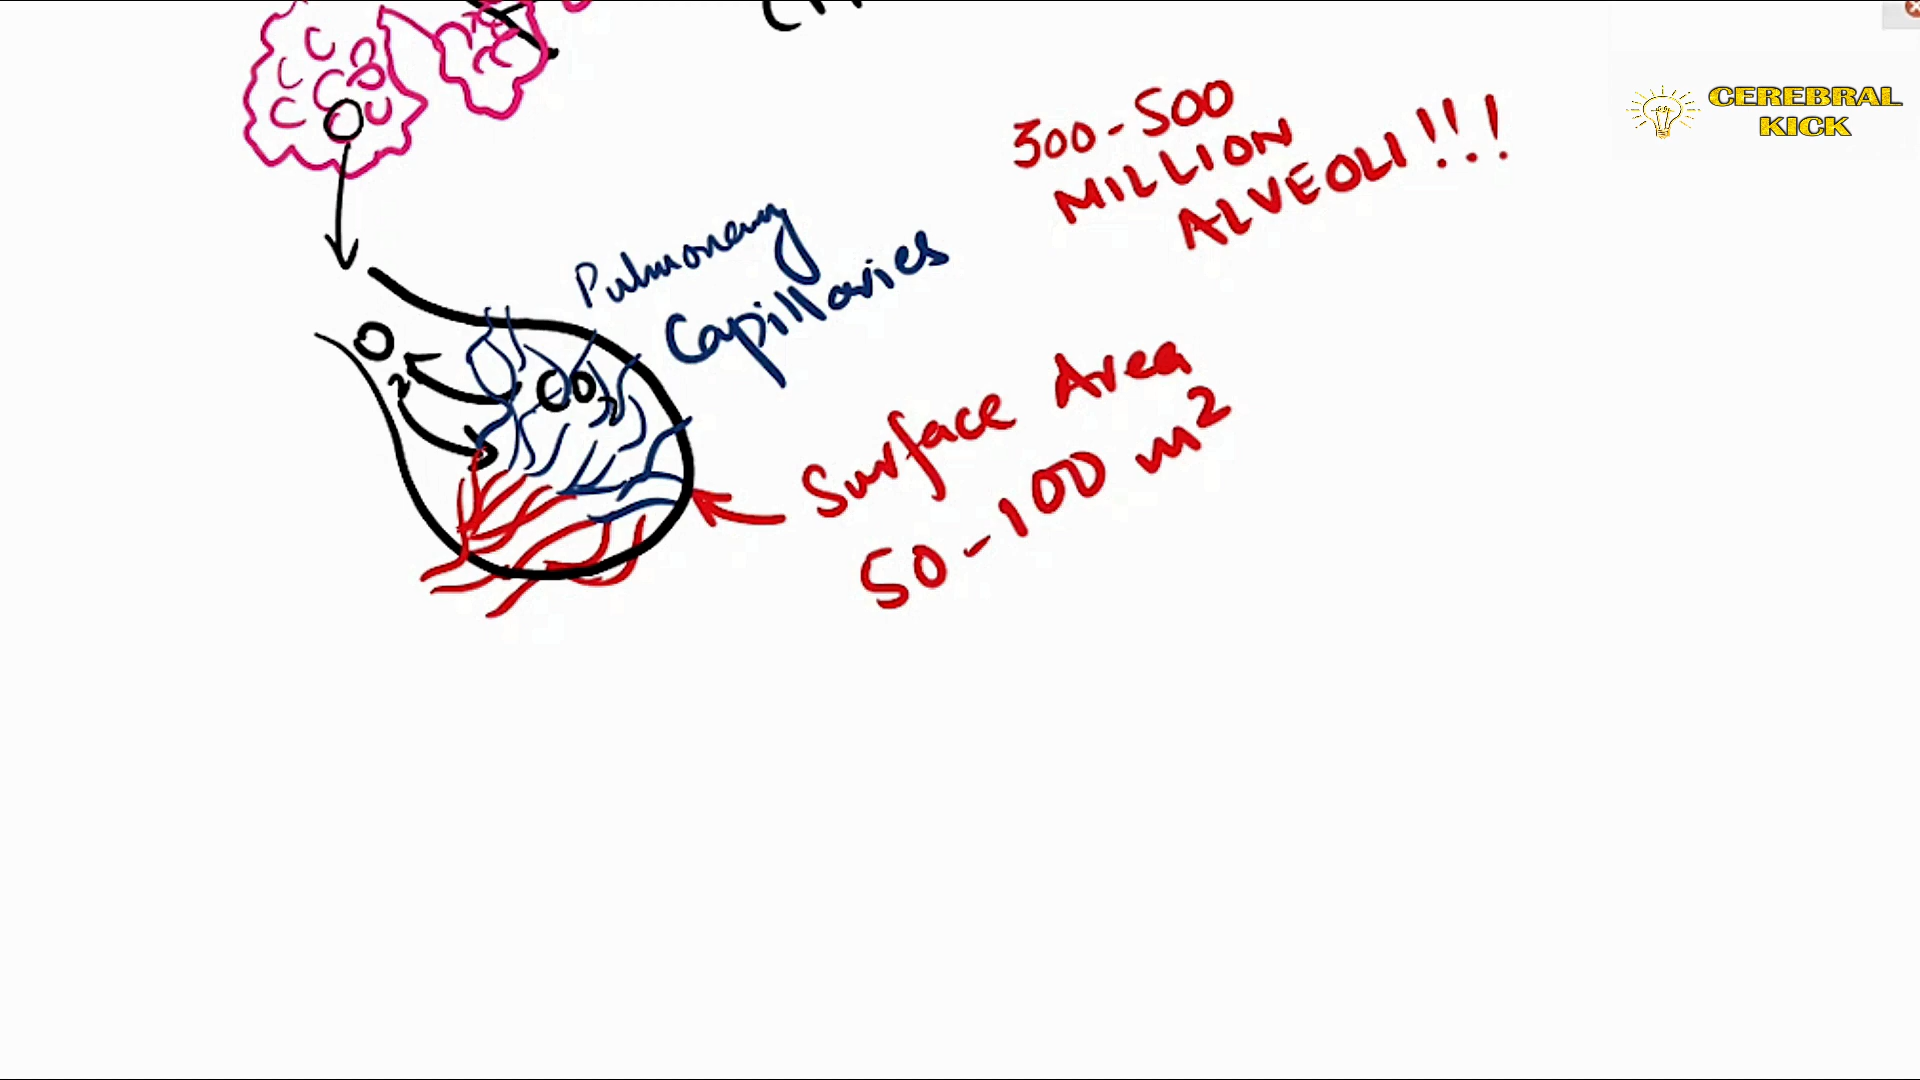 CEREBRAL
KICK
300-500
MILLION
ALVEOLI!!!
Pulmonary
Capillaries
O2
CO2
Surface Area
50-100 m²